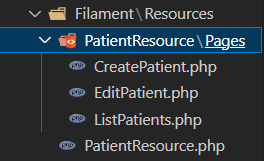 Filament\Resources
PatientResource\Pages
CreatePatient.php
EditPatient.php
ListPatients.php
PatientResource.php